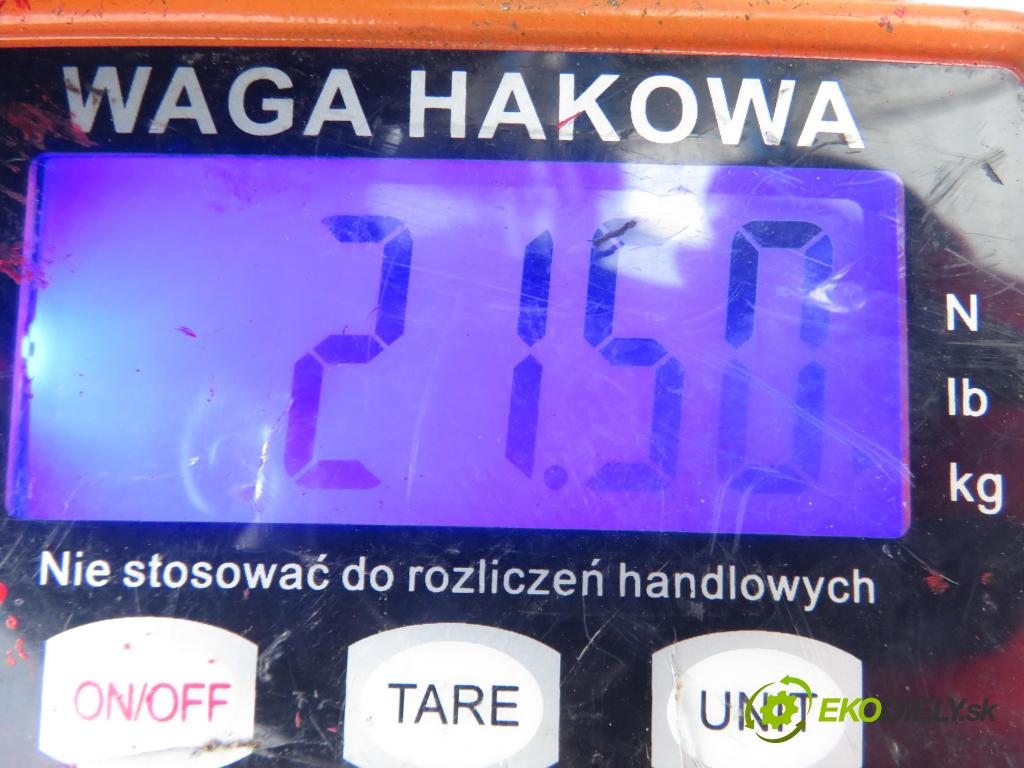 WAGA HAKOWA
21.50
N
lb
kg
Nie stosować do rozliczeń handlowych
ON/OFF
TARE
UNIT
EKODIELY.sk